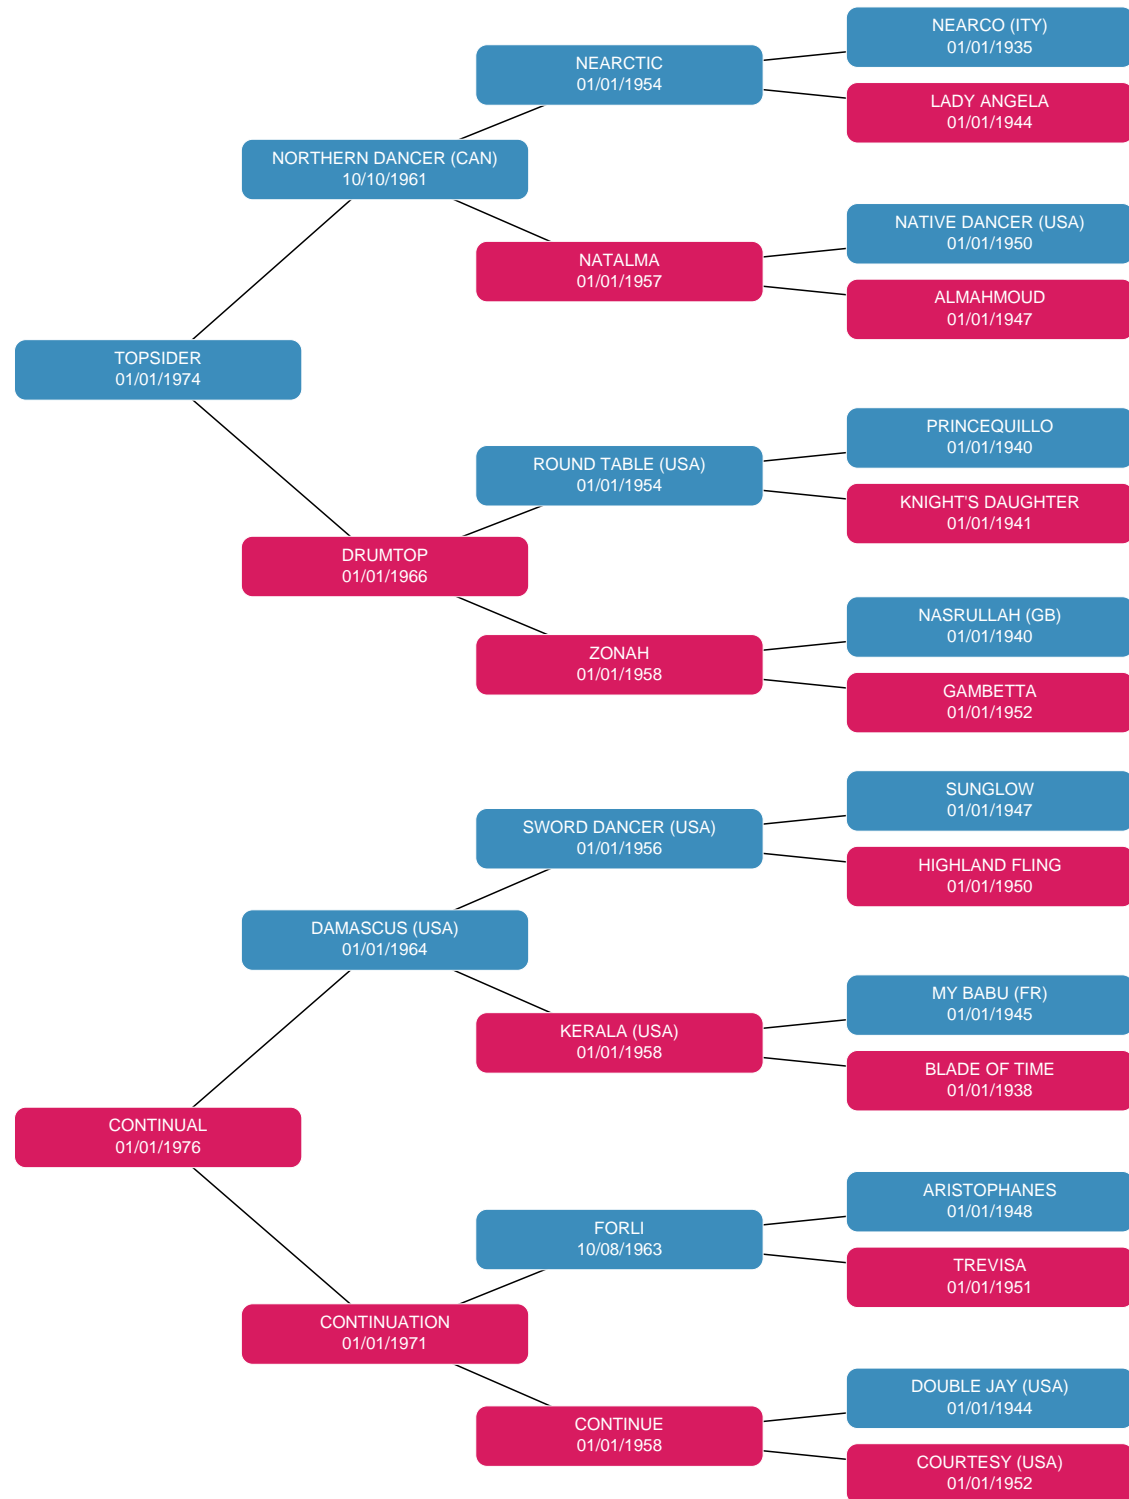 NEARCO (ITY)
01/01/1935
NEARCTIC
01/01/1954
LADY ANGELA
01/01/1944
NORTHERN DANCER (CAN)
10/10/1961
NATIVE DANCER (USA)
01/01/1950
NATALMA
01/01/1957
ALMAHMOUD
01/01/1947
TOPSIDER
01/01/1974
PRINCEQUILLO
01/01/1940
ROUND TABLE (USA)
01/01/1954
KNIGHT'S DAUGHTER
01/01/1941
DRUMTOP
01/01/1966
NASRULLAH (GB)
01/01/1940
ZONAH
01/01/1958
GAMBETTA
01/01/1952
SUNGLOW
01/01/1947
SWORD DANCER (USA)
01/01/1956
HIGHLAND FLING
01/01/1950
DAMASCUS (USA)
01/01/1964
MY BABU (FR)
01/01/1945
KERALA (USA)
01/01/1958
BLADE OF TIME
01/01/1938
CONTINUAL
01/01/1976
ARISTOPHANES
01/01/1948
FORLI
10/08/1963
TREVISA
01/01/1951
CONTINUATION
01/01/1971
DOUBLE JAY (USA)
01/01/1944
CONTINUE
01/01/1958
COURTESY (USA)
01/01/1952